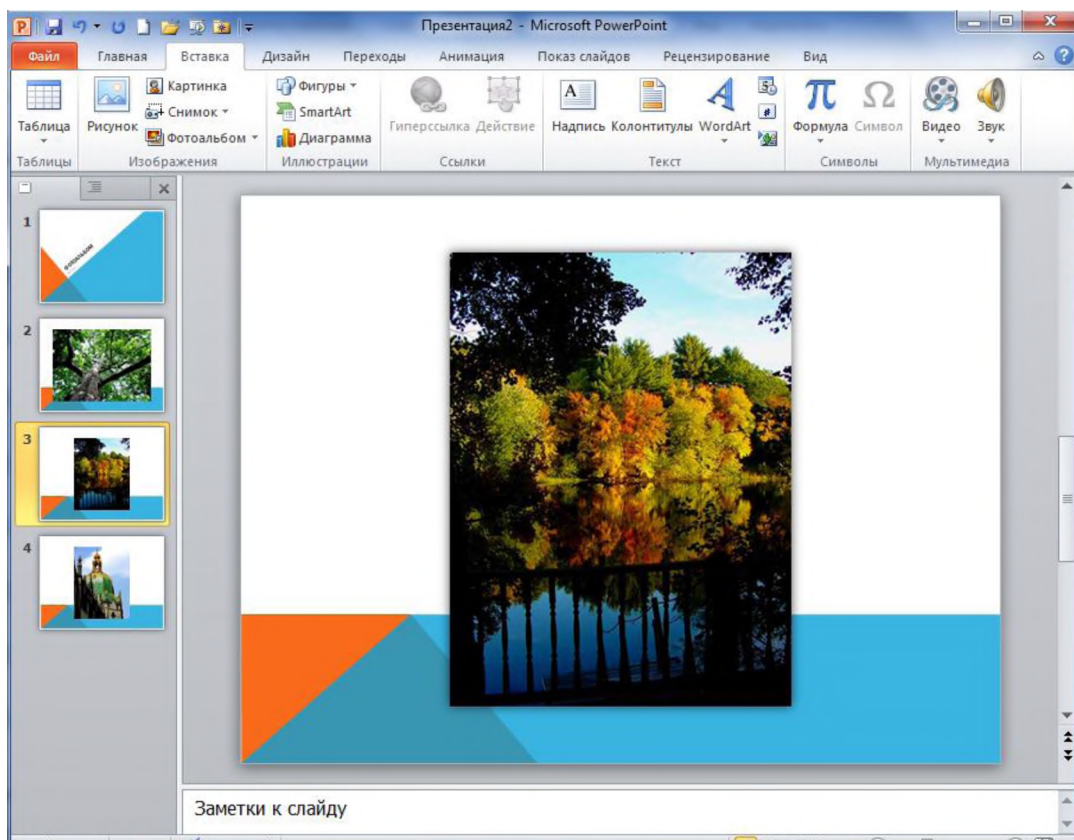 Презентация2 - Microsoft PowerPoint
Файл Главная Вставка Дизайн Переходы Анимация Показ слайдов Рецензирование Вид
Таблица
Таблицы
Рисунок
Картинка
Снимок
Фотоальбом
Изображения
Фигуры
SmartArt
Диаграмма
Иллюстрации
Гиперссылка Действие
Ссылки
Надпись Колонтитулы WordArt
Текст
Формула Символ
Символы
Видео Звук
Мультимедиа
1
ФОТОАЛЬБОМ
2
3
4
Заметки к слайду